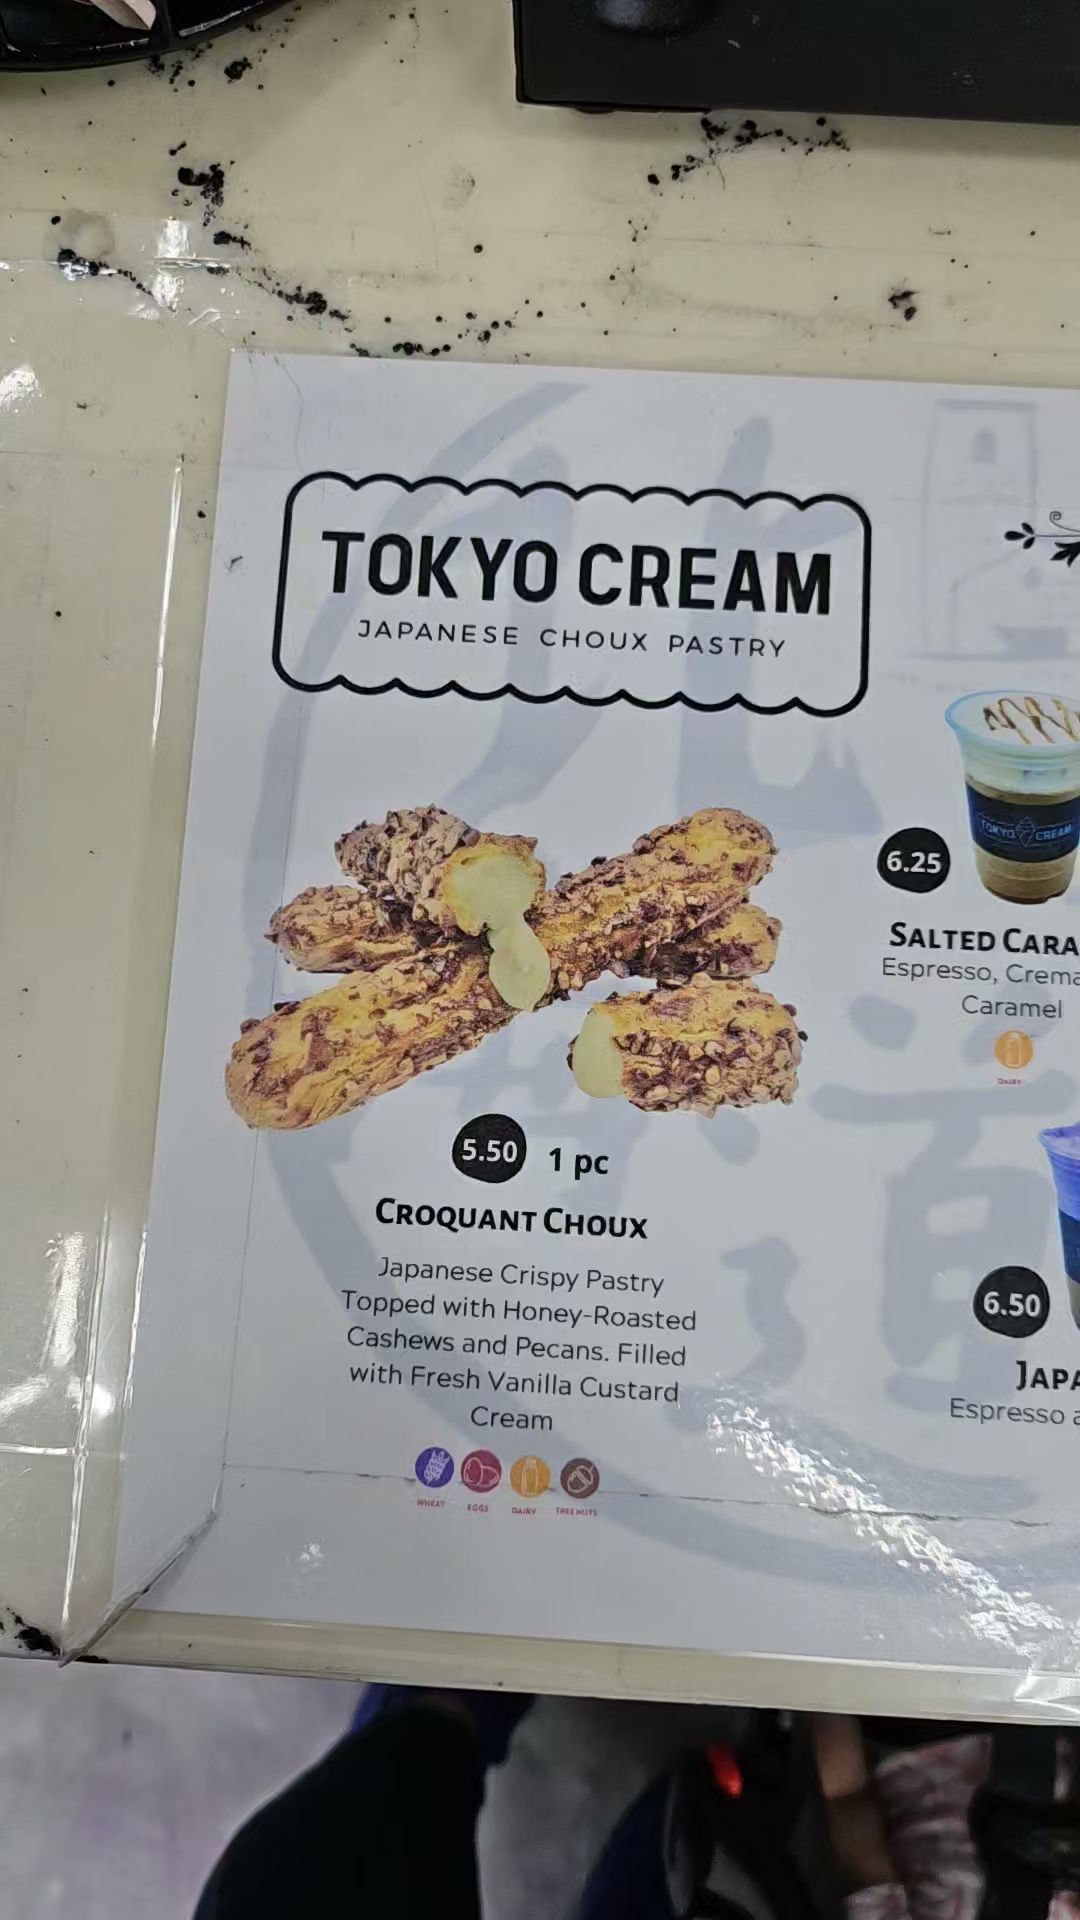 TOKYO CREAM
JAPANESE CHOUX PASTRY
5.50 1 pc
CROQUANT CHOUX
Japanese Crispy Pastry
Topped with Honey-Roasted
Cashews and Pecans. Filled
with Fresh Vanilla Custard
Cream
WHEAT EGGS DAIRY TREE NUTS
TOKYO CREAM
6.25
SALTED CARA
Espresso, Crema
Caramel
DAIRY
6.50
JAPA
Espresso a